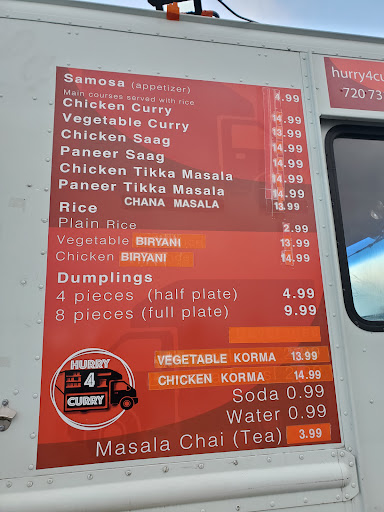 Samosa (appetizer) 4.99
Main courses served with rice
Chicken Curry 14.99
Vegetable Curry 13.99
Chicken Saag 14.99
Paneer Saag 14.99
Chicken Tikka Masala 14.99
Paneer Tikka Masala 14.99
CHANA MASALA 13.99
Rice
Plain Rice 2.99
Vegetable BIRYANI 13.99
Chicken BIRYANI 14.99
Dumplings
4 pieces (half plate) 4.99
8 pieces (full plate) 9.99
VEGETABLE KORMA 13.99
CHICKEN KORMA 14.99
Soda 0.99
Water 0.99
Masala Chai (Tea) 3.99
HURRY
4
CURRY
hurry4cu
720 73